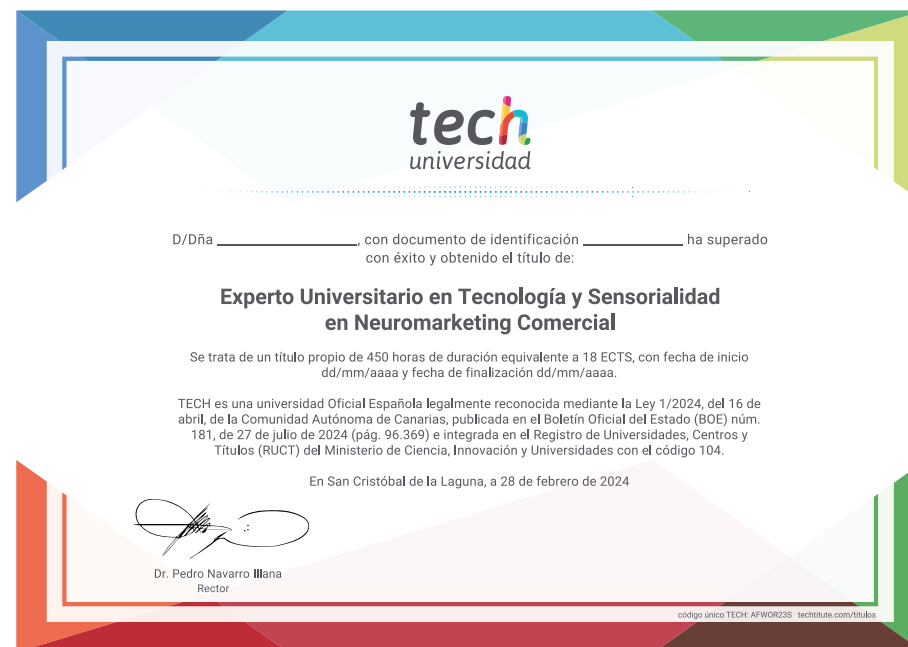 tech
universidad
D/Dña ____________________, con documento de identificación ______________ ha superado
con éxito y obtenido el título de:
Experto Universitario en Tecnología y Sensorialidad
en Neuromarketing Comercial
Se trata de un título propio de 450 horas de duración equivalente a 18 ECTS, con fecha de inicio
dd/mm/aaaa y fecha de finalización dd/mm/aaaa.
TECH es una universidad Oficial Española legalmente reconocida mediante la Ley 1/2024, del 16 de
abril, de la Comunidad Autónoma de Canarias, publicada en el Boletín Oficial del Estado (BOE) núm.
181, de 27 de julio de 2024 (pág. 96.369) e integrada en el Registro de Universidades, Centros y
Títulos (RUCT) del Ministerio de Ciencia, Innovación y Universidades con el código 104.
En San Cristóbal de la Laguna, a 28 de febrero de 2024
Dr. Pedro Navarro Illana
Rector
código único TECH: AFWOR23S techtitute.com/titulos